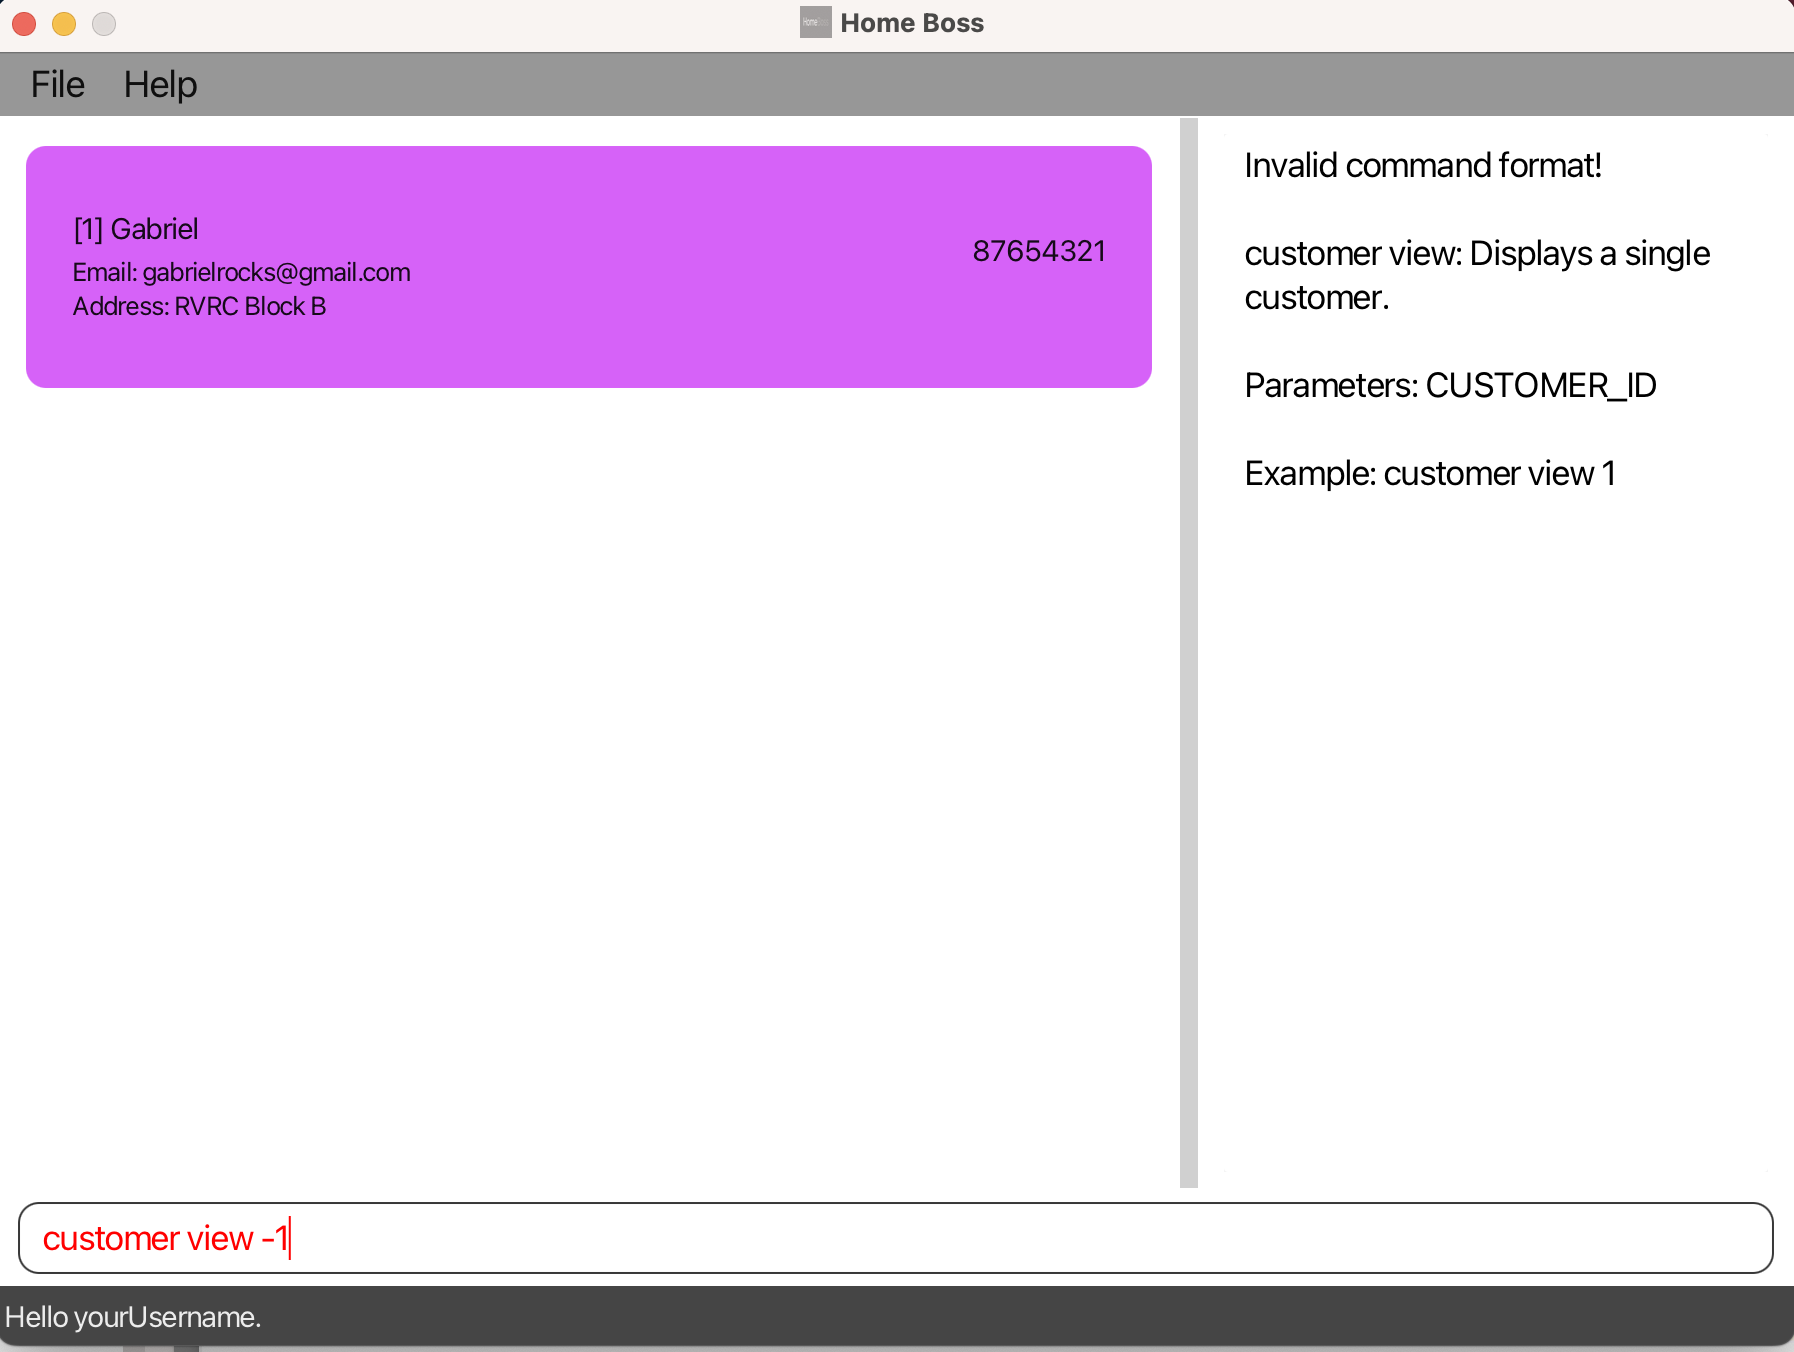 Home Boss
File Help
[1] Gabriel
Email: gabrielrocks@gmail.com
Address: RVRC Block B
87654321
Invalid command format!
customer view: Displays a single
customer.
Parameters: CUSTOMER_ID
Example: customer view 1
customer view -1
Hello yourUsername.